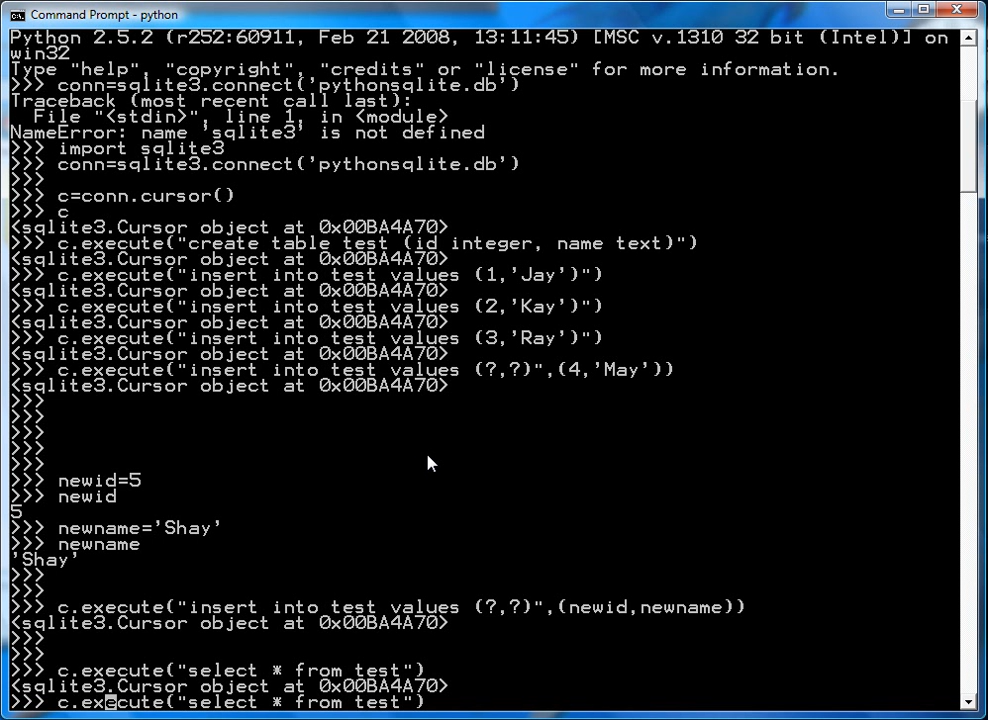 Command Prompt - python
Python 2.5.2 (r252:60911, Feb 21 2008, 13:11:45) [MSC v.1310 32 bit (Intel)] on
win32
Type "help", "copyright", "credits" or "license" for more information.
>>> conn=sqlite3.connect('pythonsqlite.db')
Traceback (most recent call last):
  File "<stdin>", line 1, in <module>
NameError: name 'sqlite3' is not defined
>>> import sqlite3
>>> conn=sqlite3.connect('pythonsqlite.db')
>>>
>>> c=conn.cursor()
>>> c
<sqlite3.Cursor object at 0x00BA4A70>
>>> c.execute("create table test (id integer, name text)")
<sqlite3.Cursor object at 0x00BA4A70>
>>> c.execute("insert into test values (1,'Jay')")
<sqlite3.Cursor object at 0x00BA4A70>
>>> c.execute("insert into test values (2,'Kay')")
<sqlite3.Cursor object at 0x00BA4A70>
>>> c.execute("insert into test values (3,'Ray')")
<sqlite3.Cursor object at 0x00BA4A70>
>>> c.execute("insert into test values (?,?)",(4,'May'))
<sqlite3.Cursor object at 0x00BA4A70>
>>>
>>>
>>>
>>>
>>>
>>> newid=5
>>> newid
5
>>> newname='Shay'
>>> newname
'Shay'
>>>
>>>
>>> c.execute("insert into test values (?,?)",(newid,newname))
<sqlite3.Cursor object at 0x00BA4A70>
>>>
>>>
>>> c.execute("select * from test")
<sqlite3.Cursor object at 0x00BA4A70>
>>> c.execute("select * from test")